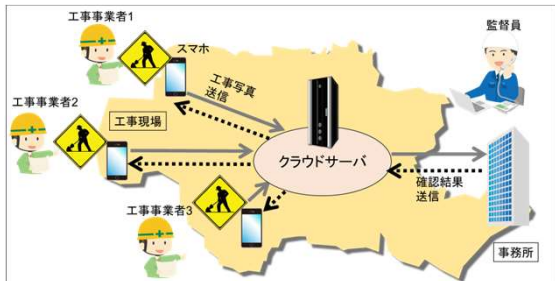 工事事業者1
監督員
スマホ
工事写真
送信
工事事業者2
工事現場
クラウドサーバ
確認結果
送信
工事事業者3
事務所